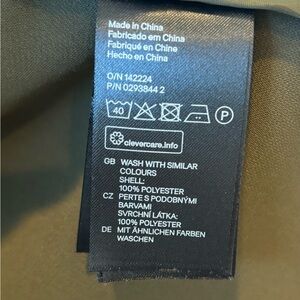 Made in China
Fabricado em China
Fabriqué en Chine
Hecho en China
O/N 142224
P/N 0293844 2
40 P
clevercare.info
GB WASH WITH SIMILAR
COLOURS
SHELL:
100% POLYESTER
CZ PERTE S PODOBNÝMI
BARVAMI
SVRCHNÍ LÁTKA:
100% POLYESTER
DE MIT ÄHNLICHEN FARBEN
WASCHEN